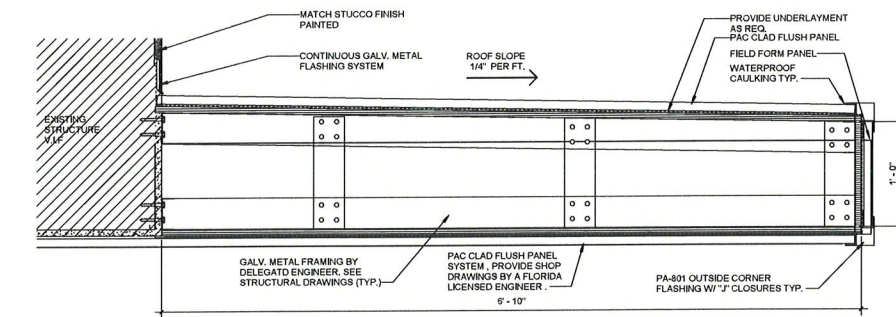 MATCH STUCCO FINISH
PAINTED
CONTINUOUS GALV. METAL
FLASHING SYSTEM
ROOF SLOPE
1/4" PER FT.
PROVIDE UNDERLAYMENT
AS REQ.
PAC CLAD FLUSH PANEL
FIELD FORM PANEL
WATERPROOF
CAULKING TYP.
EXISTING
STRUCTURE
V.I.F
1'-0"
GALV. METAL FRAMING BY
DELEGATD ENGINEER, SEE
STRUCTURAL DRAWINGS (TYP.)
PAC CLAD FLUSH PANEL
SYSTEM , PROVIDE SHOP
DRAWINGS BY A FLORIDA
LICENSED ENGINEER .
PA-801 OUTSIDE CORNER
FLASHING W/ "J" CLOSURES TYP.
6' - 10"